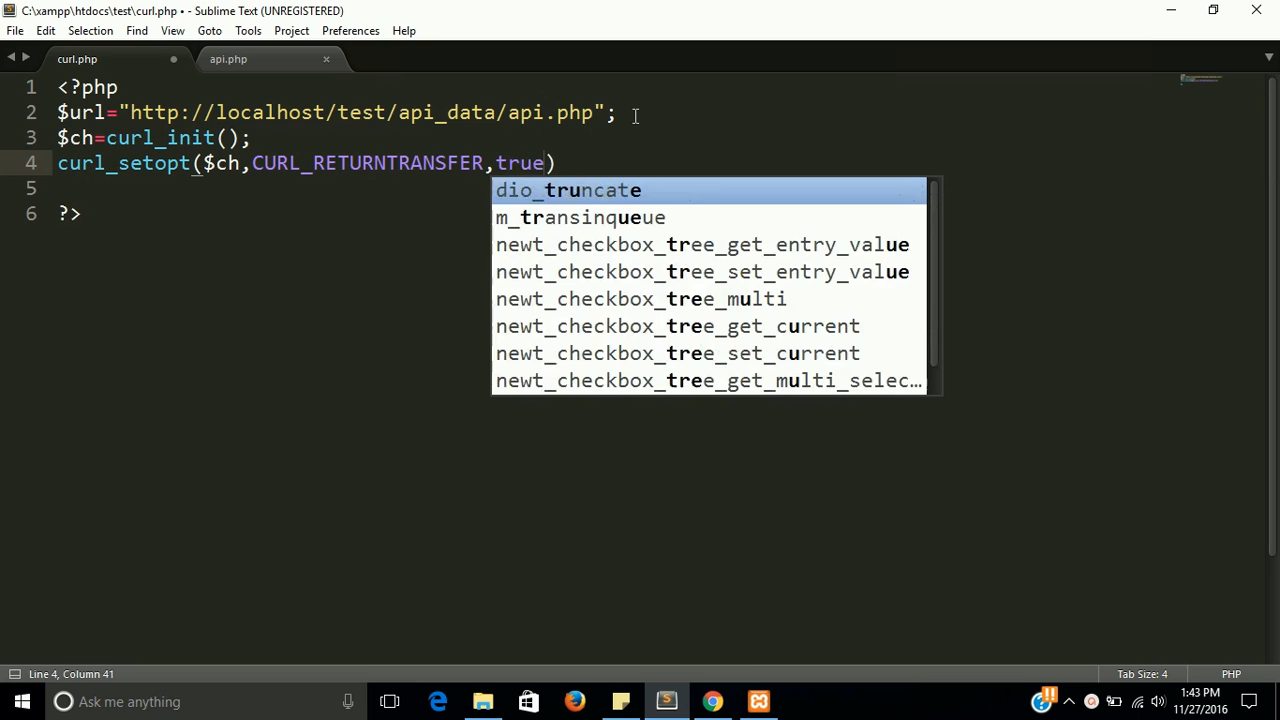 C:\xampp\htdocs\test\curl.php • - Sublime Text (UNREGISTERED)
File Edit Selection Find View Goto Tools Project Preferences Help
curl.php api.php
1 <?php
2 $url="http://localhost/test/api_data/api.php";
3 $ch=curl_init();
4 curl_setopt($ch,CURL_RETURNTRANSFER,true)
5
6 ?>
dio_truncate
m_transinqueue
newt_checkbox_tree_get_entry_value
newt_checkbox_tree_set_entry_value
newt_checkbox_tree_multi
newt_checkbox_tree_get_current
newt_checkbox_tree_set_current
newt_checkbox_tree_get_multi_selec…
Line 4, Column 41 Tab Size: 4 PHP
Ask me anything
1:43 PM
11/27/2016